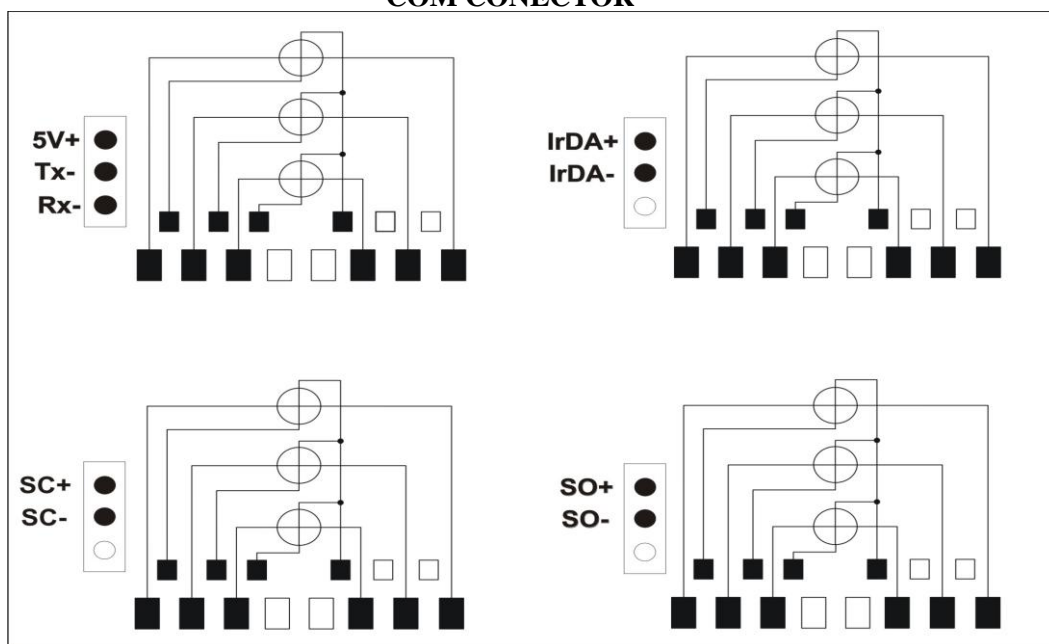 COM CONECTOR
5V+
Tx-
Rx-
IrDA+
IrDA-
SC+
SC-
SO+
SO-